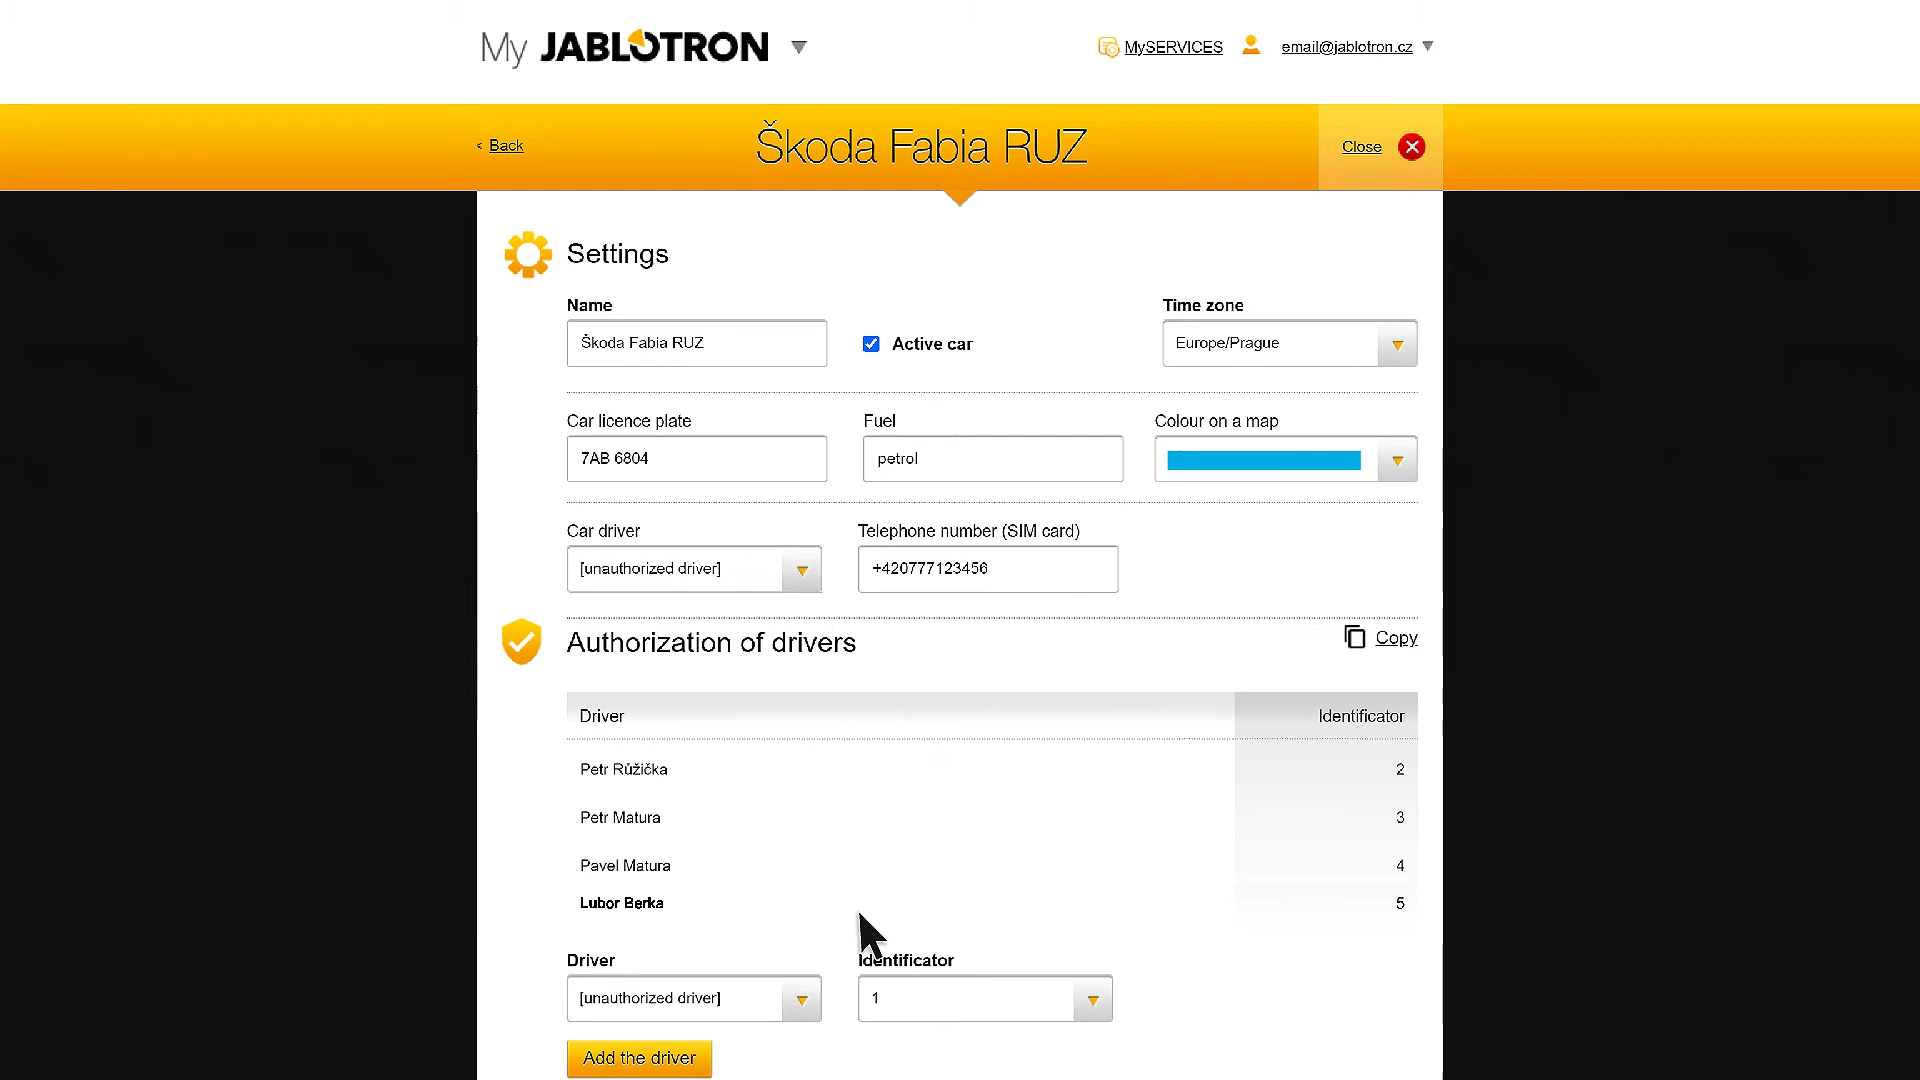 My JABLOTRON
MySERVICES
email@jablotron.cz
< Back
Škoda Fabia RUZ
Close
Settings
Name
Time zone
Škoda Fabia RUZ
Active car
Europe/Prague
Car licence plate
Fuel
Colour on a map
7AB 6804
petrol
Car driver
Telephone number (SIM card)
[unauthorized driver]
+420777123456
Authorization of drivers
Copy
Driver
Identificator
Petr Růžička
2
Petr Matura
3
Pavel Matura
4
Lubor Berka
5
Driver
Identificator
[unauthorized driver]
1
Add the driver